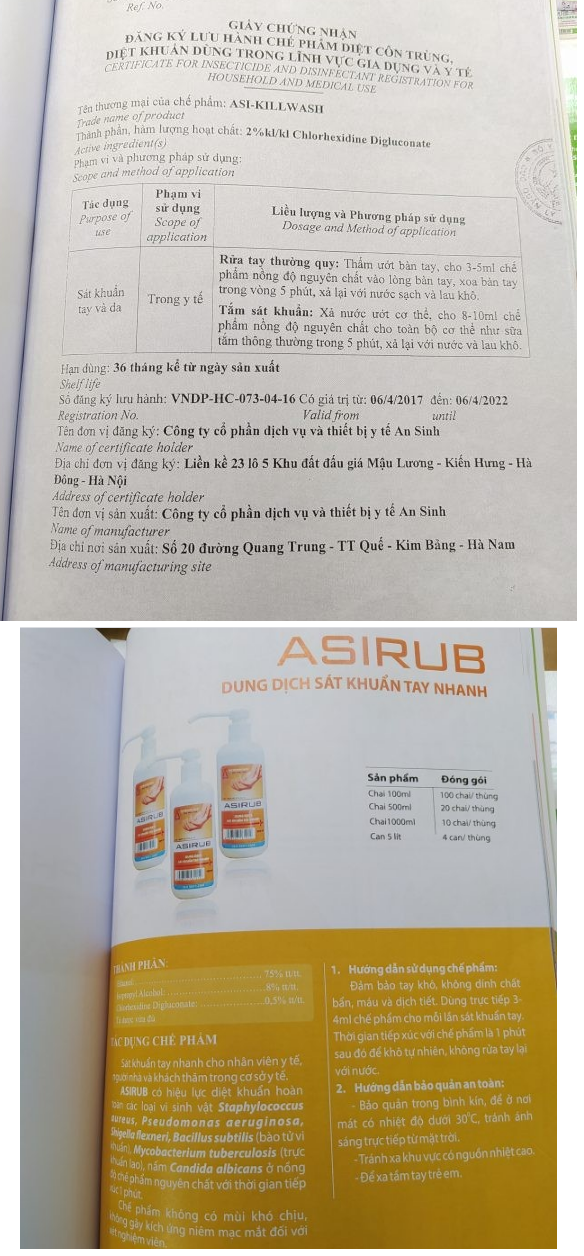 Ref. No.
GIẤY CHỨNG NHẬN
ĐĂNG KÝ LƯU HÀNH CHẾ PHẨM DIỆT CÔN TRÙNG,
DIỆT KHUẨN DÙNG TRONG LĨNH VỰC GIA DỤNG VÀ Y TẾ
CERTIFICATE FOR INSECTICIDE AND DISINFECTANT REGISTRATION FOR
HOUSEHOLD AND MEDICAL USE
Tên thương mại của chế phẩm: ASI-KILLWASH
Trade name of product
Thành phần, hàm lượng hoạt chất: 2%kl/kl Chlorhexidine Digluconate
Active ingredient(s)
Phạm vi và phương pháp sử dụng:
Scope and method of application
Tác dụng
Purpose of
use
Phạm vi
sử dụng
Scope of
application
Liều lượng và Phương pháp sử dụng
Dosage and Method of application
Sát khuẩn
tay và da
Trong y tế
Rửa tay thường quy: Thấm ướt bàn tay, cho 3-5ml chế
phẩm nồng độ nguyên chất vào lòng bàn tay, xoa bàn tay
trong vòng 5 phút, xả lại với nước sạch và lau khô.
Tắm sát khuẩn: Xả nước ướt cơ thể, cho 8-10ml chế
phẩm nồng độ nguyên chất cho toàn bộ cơ thể như sữa
tắm thông thường trong 5 phút, xả lại với nước và lau khô.
Hạn dùng: 36 tháng kể từ ngày sản xuất
Shelf life
Số đăng ký lưu hành: VNDP-HC-073-04-16 Có giá trị từ: 06/4/2017 đến: 06/4/2022
Registration No. Valid from until
Tên đơn vị đăng ký: Công ty cổ phần dịch vụ và thiết bị y tế An Sinh
Name of certificate holder
Địa chỉ đơn vị đăng ký: Liền kề 23 lô 5 Khu đất đấu giá Mậu Lương - Kiến Hưng - Hà
Đông - Hà Nội
Address of certificate holder
Tên đơn vị sản xuất: Công ty cổ phần dịch vụ và thiết bị y tế An Sinh
Name of manufacturer
Địa chỉ nơi sản xuất: Số 20 đường Quang Trung - TT Quế - Kim Bảng - Hà Nam
Address of manufacturing site
ASIRUB
DUNG DỊCH SÁT KHUẨN TAY NHANH
Sản phẩm Đóng gói
Chai 100ml 100 chai/ thùng
Chai 500ml 20 chai/ thùng
Chai1000ml 10 chai/ thùng
Can 5 lít 4 can/ thùng
ASIRUB
ASIRUB
ASIRUB
THÀNH PHẦN:
Ethanol: 75% tt/tt.
Isopropyl Alcohol: 8% tt/tt.
Chlorhexidine Digluconate: 0,5% tt/tt.
Tá dược vừa đủ
TÁC DỤNG CHẾ PHẨM
Sát khuẩn tay nhanh cho nhân viên y tế,
người nhà và khách thăm trong cơ sở y tế.
ASIRUB có hiệu lực diệt khuẩn hoàn
toàn các loại vi sinh vật Staphylococcus
aureus, Pseudomonas aeruginosa,
Shigella flexneri, Bacillus subtilis (bào tử vi
khuẩn), Mycobacterium tuberculosis (trực
khuẩn lao), nấm Candida albicans ở nồng
độ chế phẩm nguyên chất với thời gian tiếp
xúc 1 phút.
Chế phẩm không có mùi khó chịu,
không gây kích ứng niêm mạc mắt đối với
xét nghiệm viên.
1. Hướng dẫn sử dụng chế phẩm:
Đảm bảo tay khô, không dính chất
bẩn, máu và dịch tiết. Dùng trực tiếp 3-
4ml chế phẩm cho mỗi lần sát khuẩn tay.
Thời gian tiếp xúc với chế phẩm là 1 phút
sau đó để khô tự nhiên, không rửa tay lại
với nước.
2. Hướng dẫn bảo quản an toàn:
- Bảo quản trong bình kín, để ở nơi
mát có nhiệt độ dưới 30°C, tránh ánh
sáng trực tiếp từ mặt trời.
- Tránh xa khu vực có nguồn nhiệt cao.
- Để xa tầm tay trẻ em.